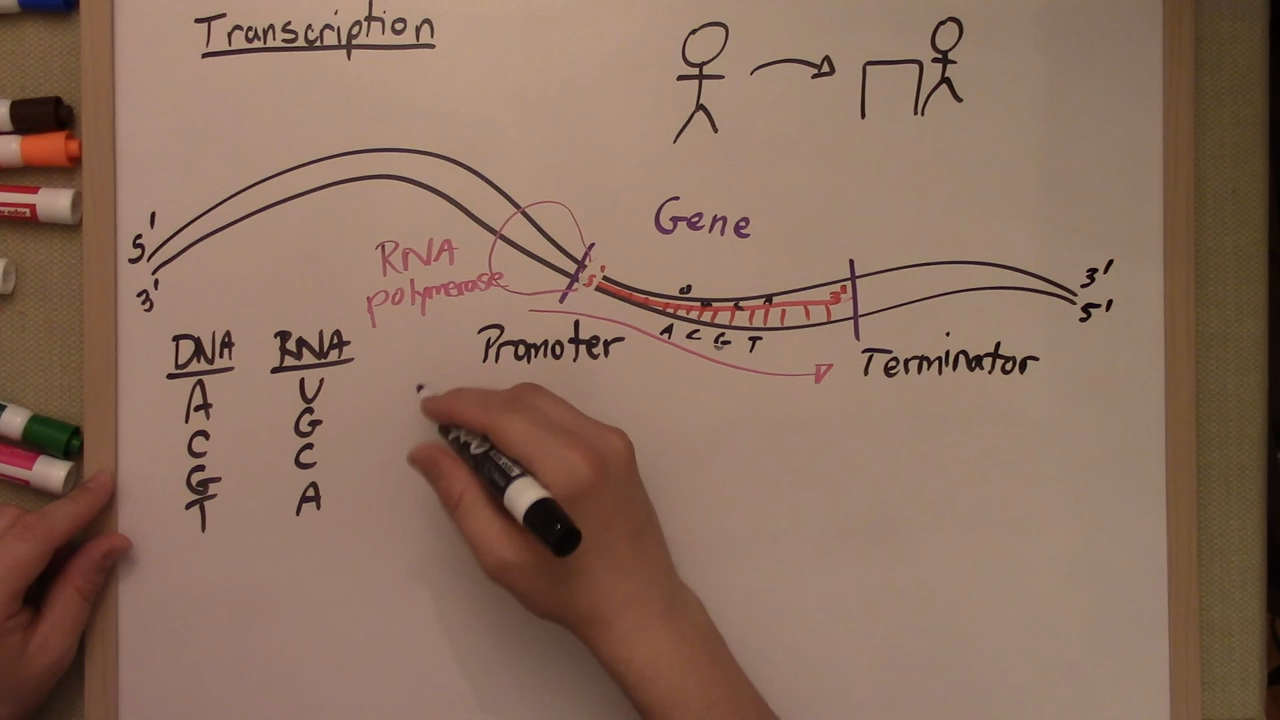 Transcription
Gene
5'
3'
RNA
polymerase
5'
3'
3'
5'
A C G T
Promoter
Terminator
DNA RNA
A U
C G
G C
T A